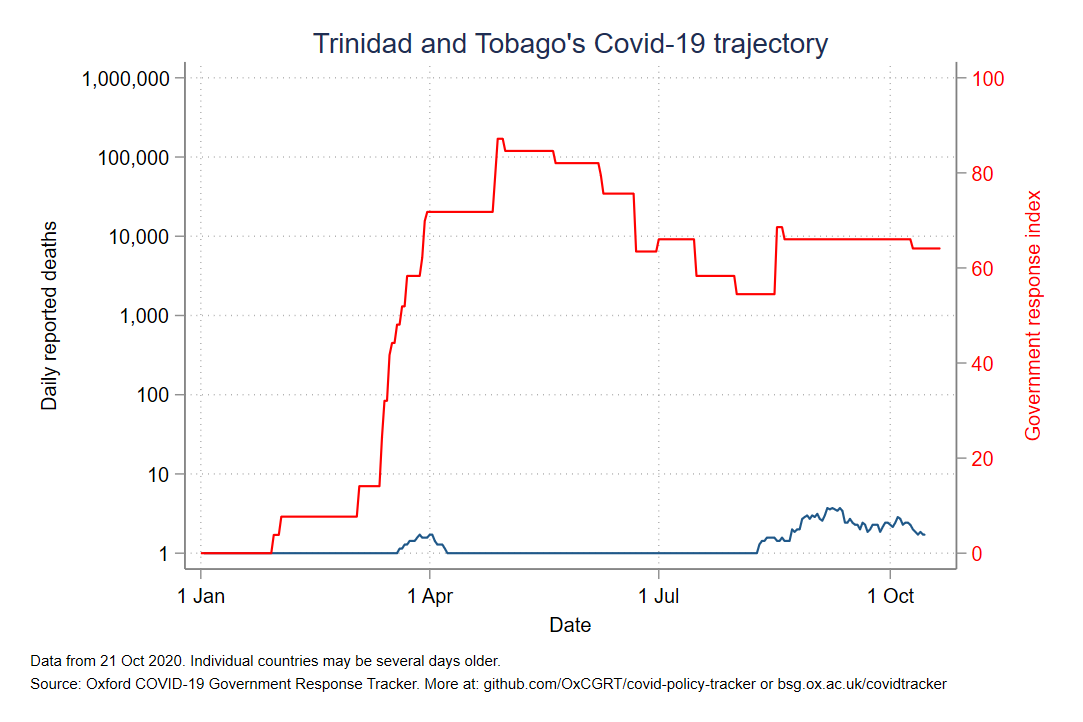 Trinidad and Tobago's Covid-19 trajectory
1,000,000
100,000
10,000
1,000
100
10
1
Daily reported deaths
100
80
60
40
20
0
Government response index
1 Jan
1 Apr
1 Jul
1 Oct
Date
Data from 21 Oct 2020. Individual countries may be several days older.
Source: Oxford COVID-19 Government Response Tracker. More at: github.com/OxCGRT/covid-policy-tracker or bsg.ox.ac.uk/covidtracker